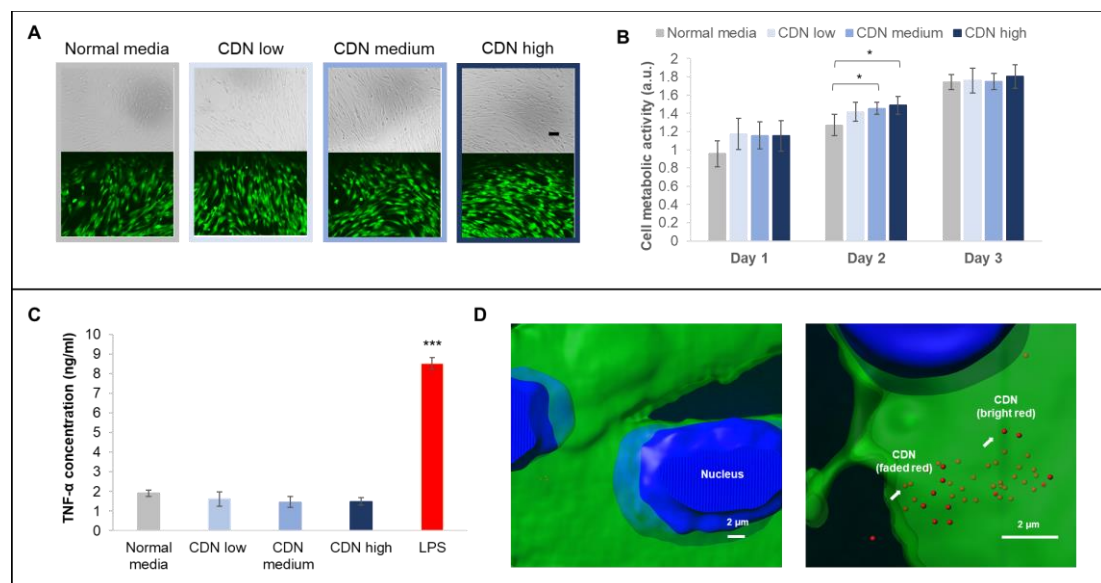 A
Normal media
CDN low
CDN medium
CDN high
B
Normal media CDN low CDN medium CDN high
Cell metabolic activity (a.u.)
2
1.8
1.6
1.4
1.2
1
0.8
0.6
0.4
0.2
0
*
*
Day 1
Day 2
Day 3
C
TNF-α concentration (ng/ml)
10
9
8
7
6
5
4
3
2
1
0
***
Normal
media
CDN low
CDN
medium
CDN high
LPS
D
Nucleus
2 μm
CDN
(bright red)
CDN
(faded red)
2 μm